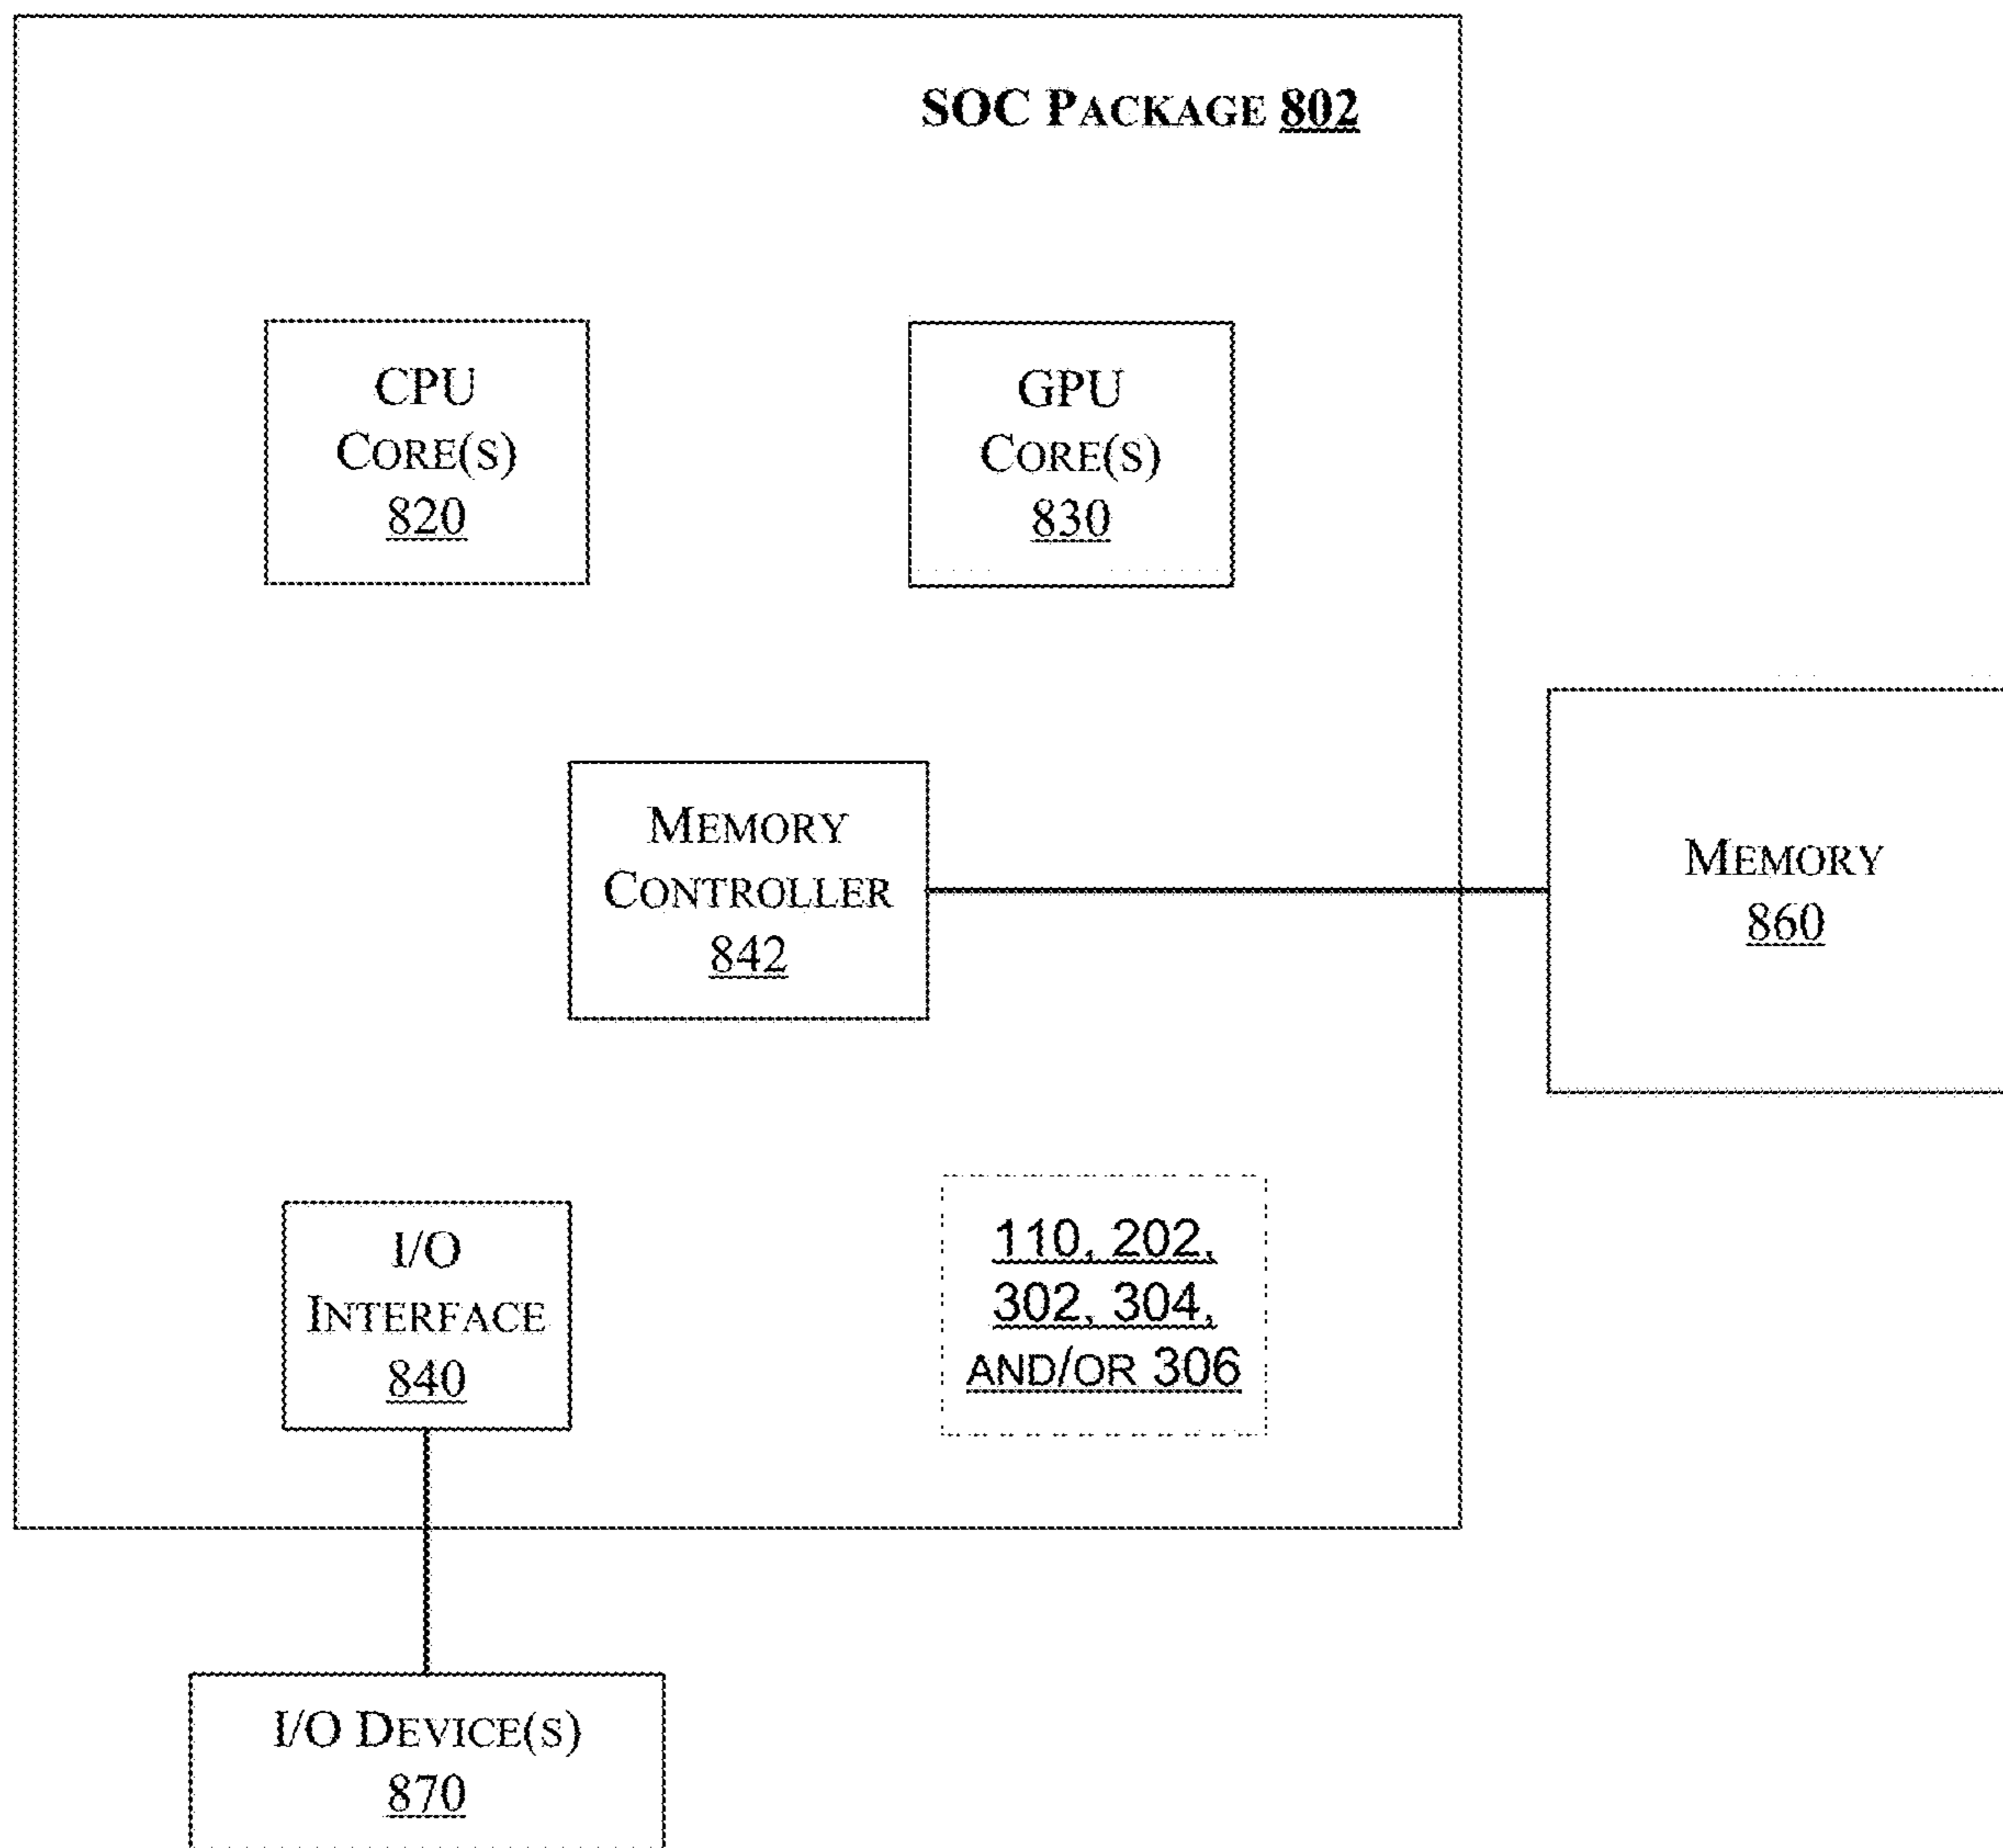 SOC PACKAGE 802
CPU
CORE(S)
820
GPU
CORE(S)
830
MEMORY
CONTROLLER
842
MEMORY
860
I/O
INTERFACE
840
110, 202,
302, 304,
AND/OR 306
I/O DEVICE(S)
870